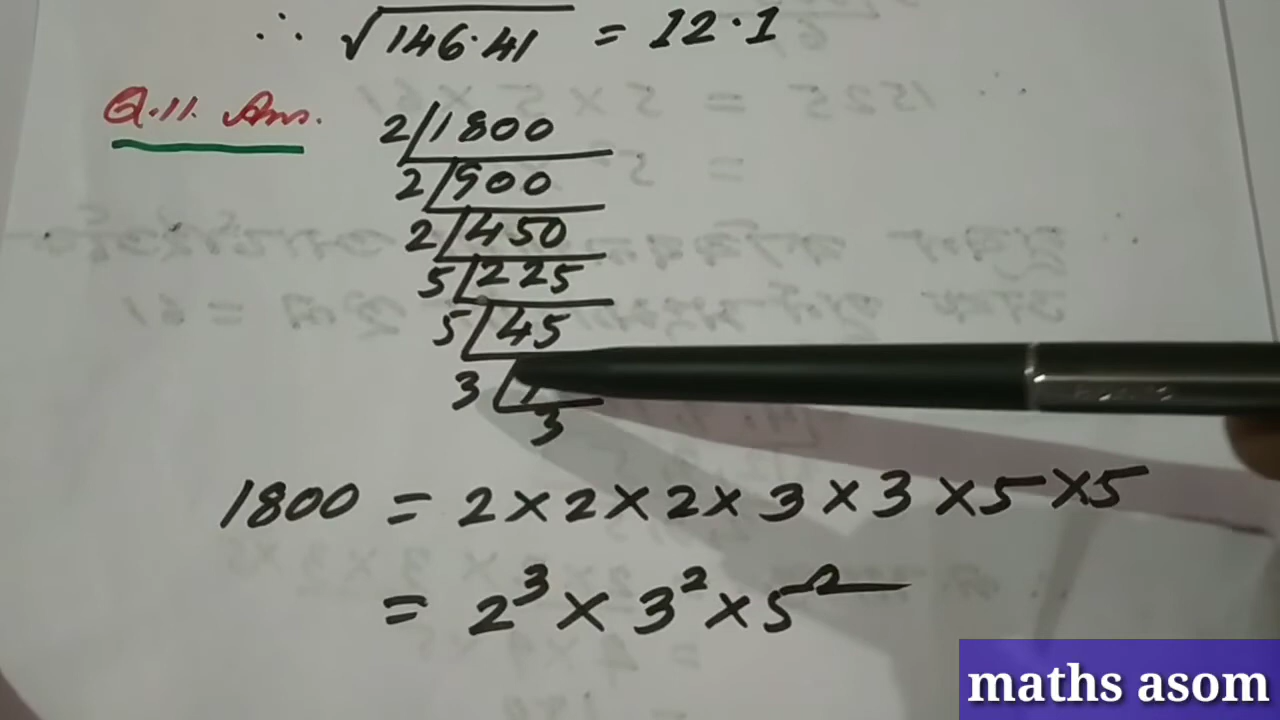 ∴ √146.41 = 12.1
Q.11. Ans.
2 1800
2 900
2 450
5 225
5 45
3
3
1800 = 2 × 2 × 2 × 3 × 3 × 5 × 5
= 2³ × 3² × 5²
maths asom